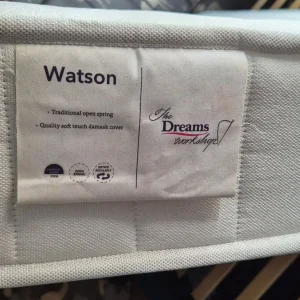 Watson
- Traditional open spring
- Quality soft touch damask cover
The
Dreams
workshop